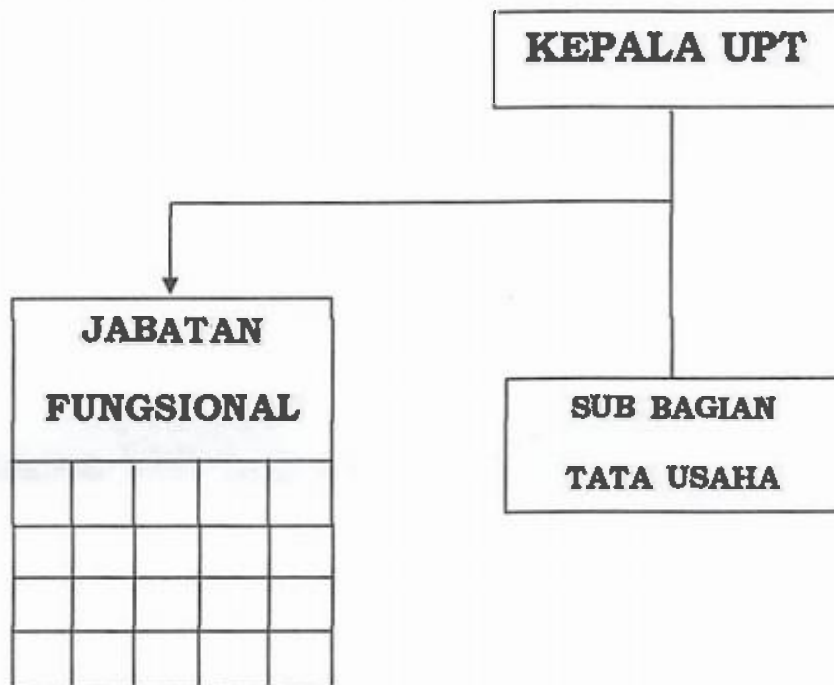 KEPALA UPT
JABATAN
FUNGSIONAL
SUB BAGIAN
TATA USAHA